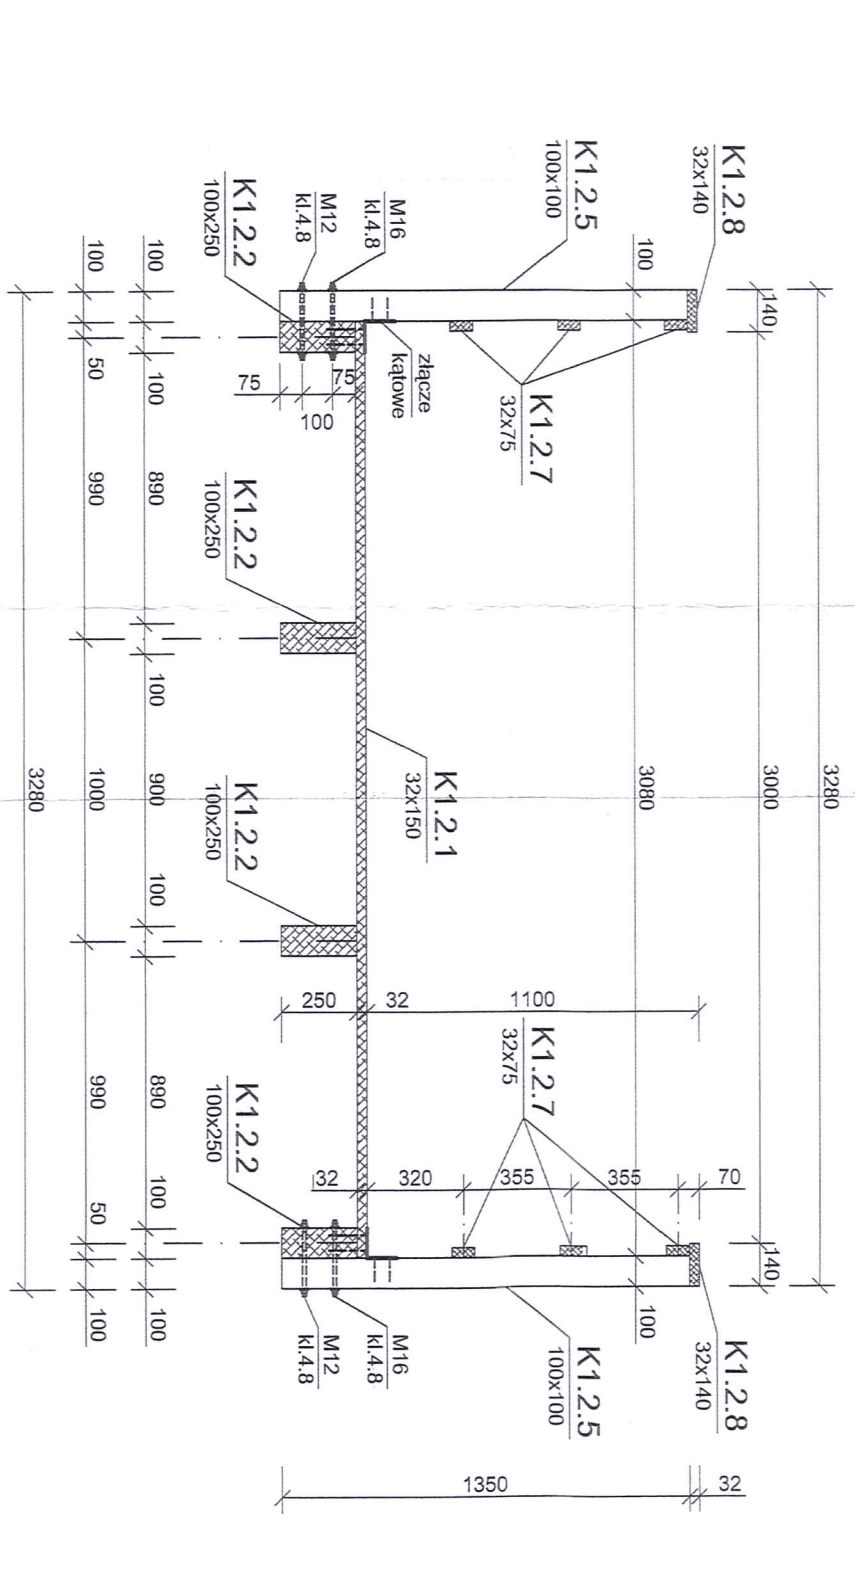 3280
140
3000
140
100
3080
100
K1.2.8
32x140
K1.2.5
100x100
K1.2.7
32x75
M16
kl.4.8
M12
kl.4.8
K1.2.2
100x250
złącze
kątowe
75
100
75
K1.2.2
100x250
K1.2.1
32x150
K1.2.2
100x250
K1.2.2
100x250
1100
32
250
K1.2.7
32x75
70
355
355
320
32
K1.2.8
32x140
K1.2.5
100x100
M16
kl.4.8
M12
kl.4.8
32
1350
100
100
890
100
900
100
890
100
100
100
50
990
1000
990
50
100
3280